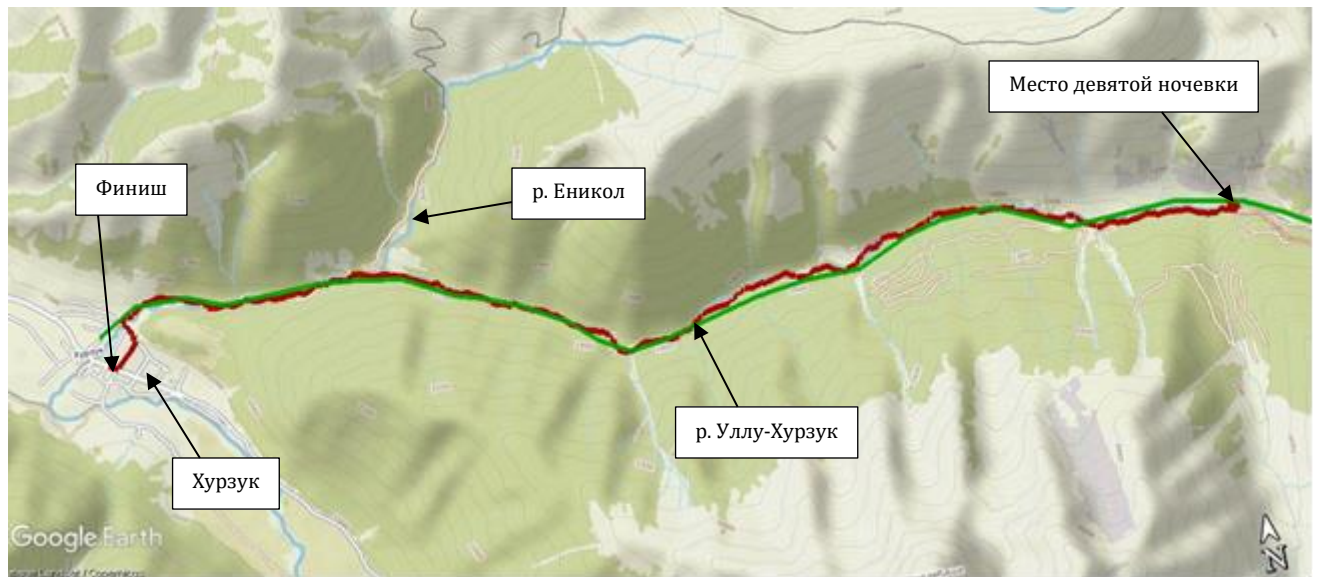 Место девятой ночевки
Финиш
р. Еникол
р. Уллу-Хурзук
Хурзук
Google Earth
N